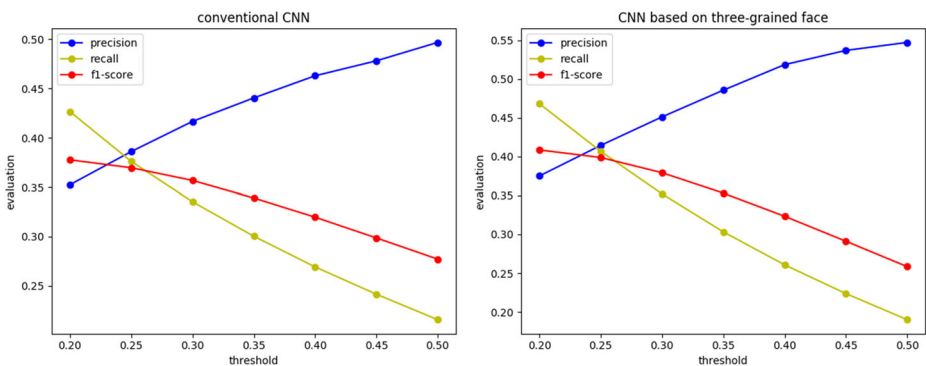 conventional CNN
precision
recall
f1-score
0.50
0.45
0.40
0.35
0.30
0.25
evaluation
0.20 0.25 0.30 0.35 0.40 0.45 0.50
threshold
CNN based on three-grained face
precision
recall
f1-score
0.55
0.50
0.45
0.40
0.35
0.30
0.25
0.20
evaluation
0.20 0.25 0.30 0.35 0.40 0.45 0.50
threshold